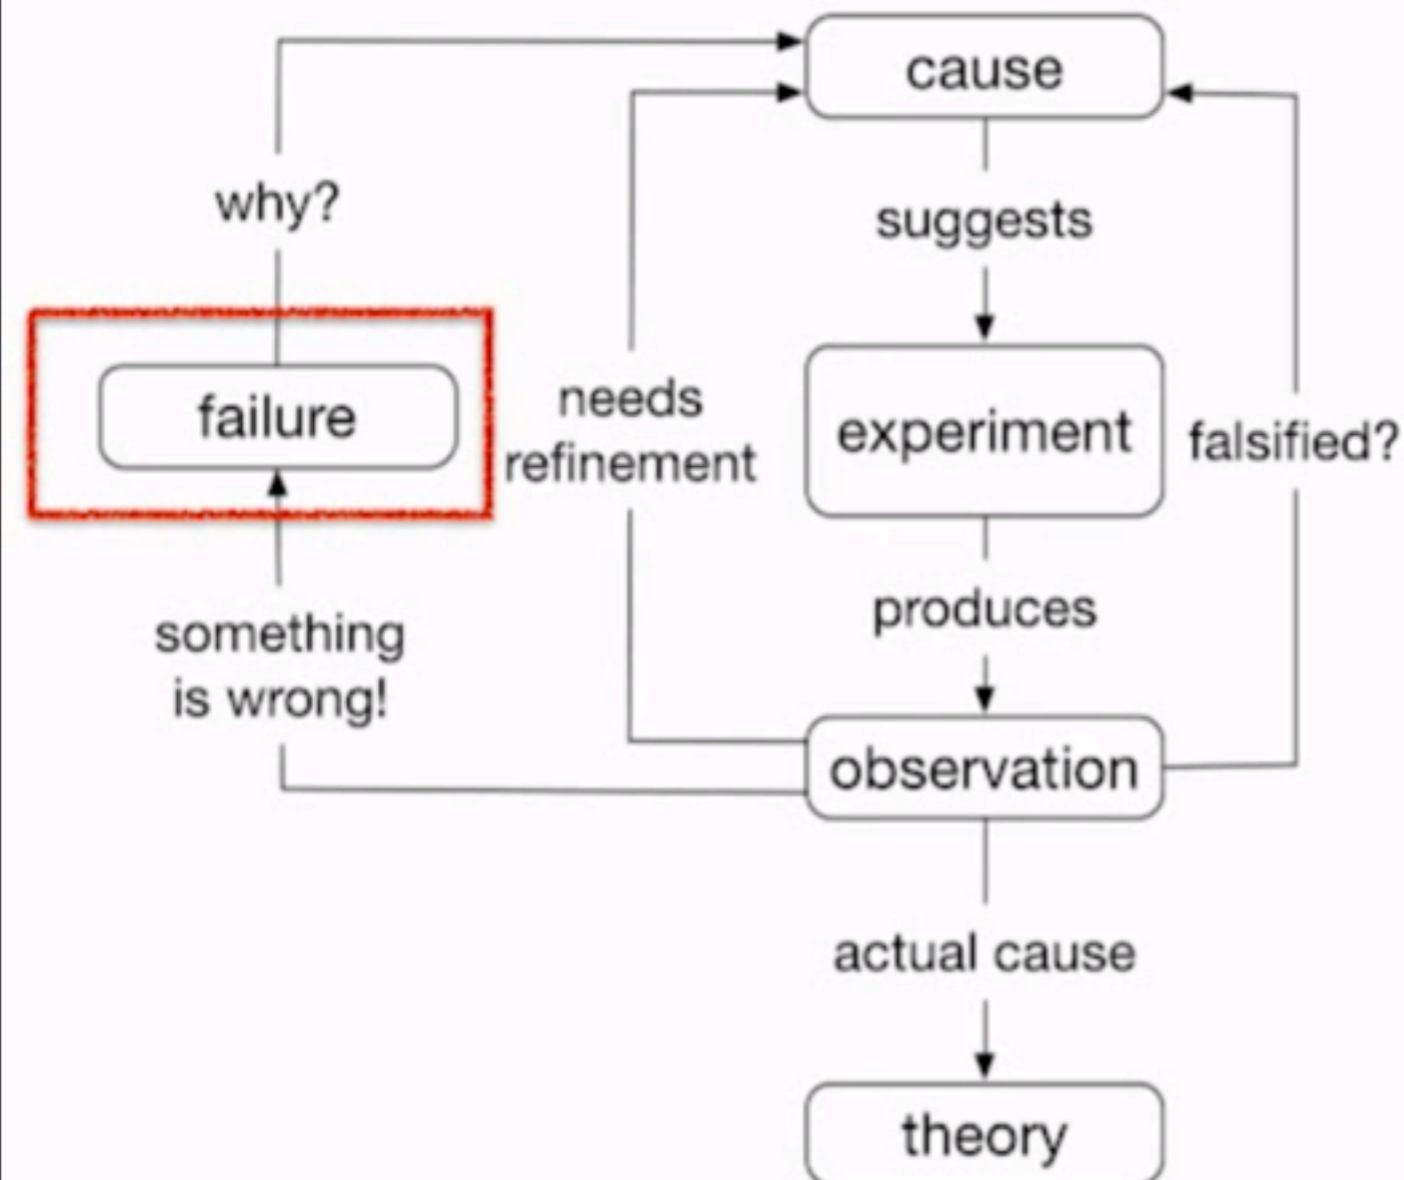 cause
why?
suggests
failure
needs
refinement
experiment
falsified?
something
is wrong!
produces
observation
actual cause
theory